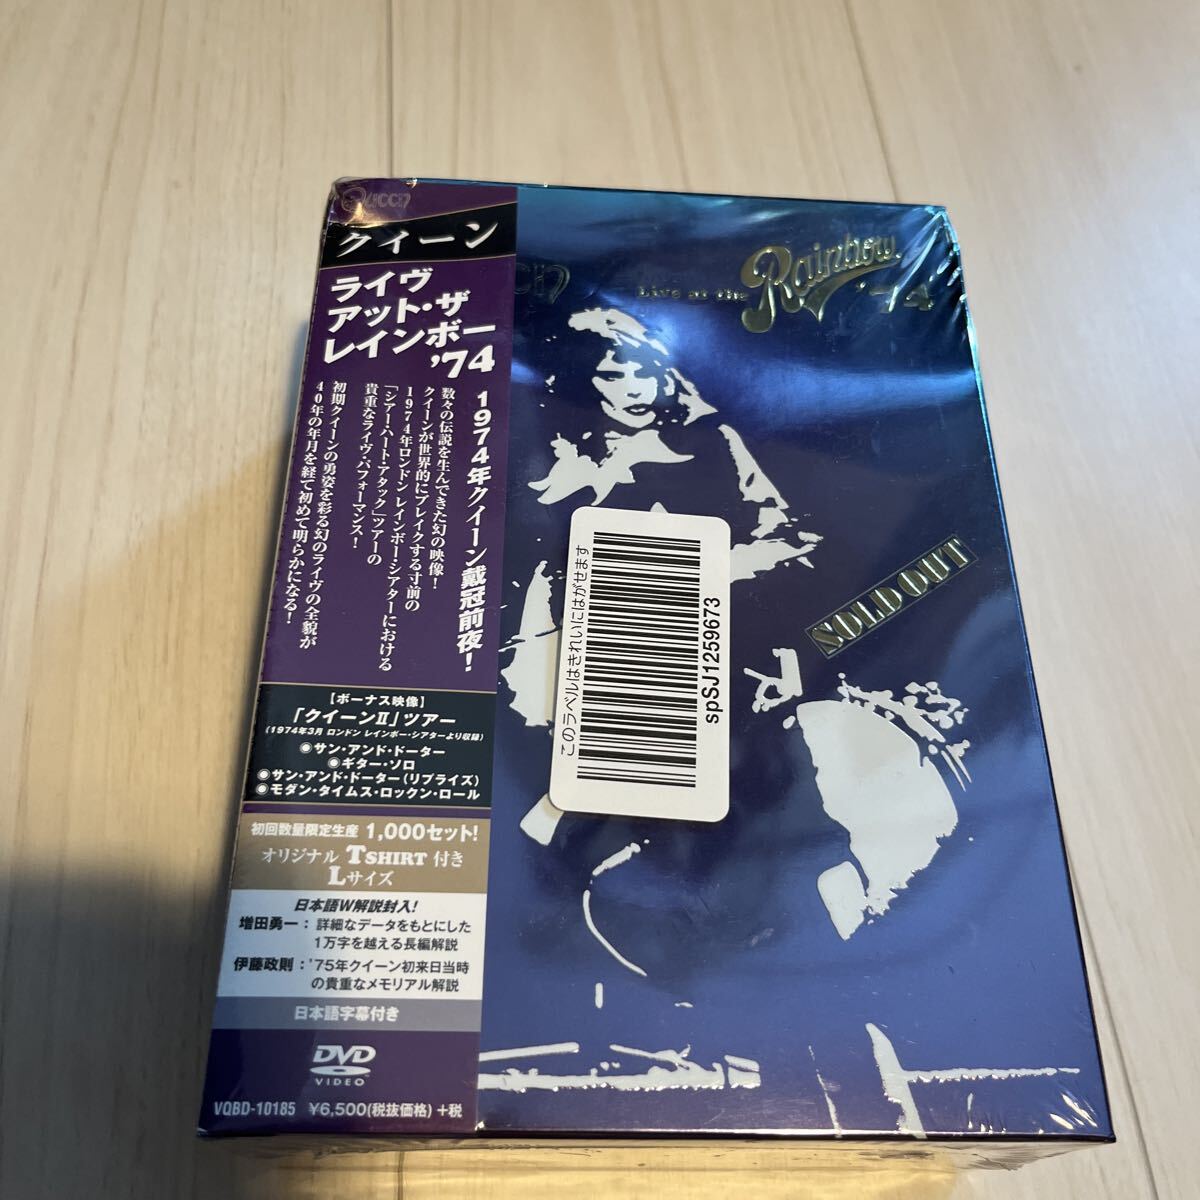 Queen
クイーン
ライヴ
アット・ザ
レインボー
'74
1974年クイーン戴冠前夜!
数々の伝説を生んできた幻の映像!
クイーンが世界的にブレイクする寸前の
1974年ロンドン レインボー・シアターにおける
「シアー・ハート・アタック」ツアーの
貴重なライヴ・パフォーマンス!
初期クイーンの勇姿を彩る幻のライヴの全貌が
40年の年月を経て初めて明らかになる!
【ボーナス映像】
「クイーンⅡ」ツアー
(1974年3月 ロンドン レインボー・シアターより収録)
◉サン・アンド・ドーター
◉ギター・ソロ
◉サン・アンド・ドーター(リプライズ)
◉モダン・タイムス・ロックン・ロール
初回数量限定生産 1,000セット!
オリジナル TSHIRT 付き
Lサイズ
日本語W解説封入!
増田勇一:詳細なデータをもとにした
1万字を越える長編解説
伊藤政則:'75年クイーン初来日当時
の貴重なメモリアル解説
日本語字幕付き
DVD
VIDEO
VQBD-10185 ¥6,500(税抜価格)+税
Live at the Rainbow '74
SOLD OUT
このラベルはきれいにはがせます
spSJ1259673